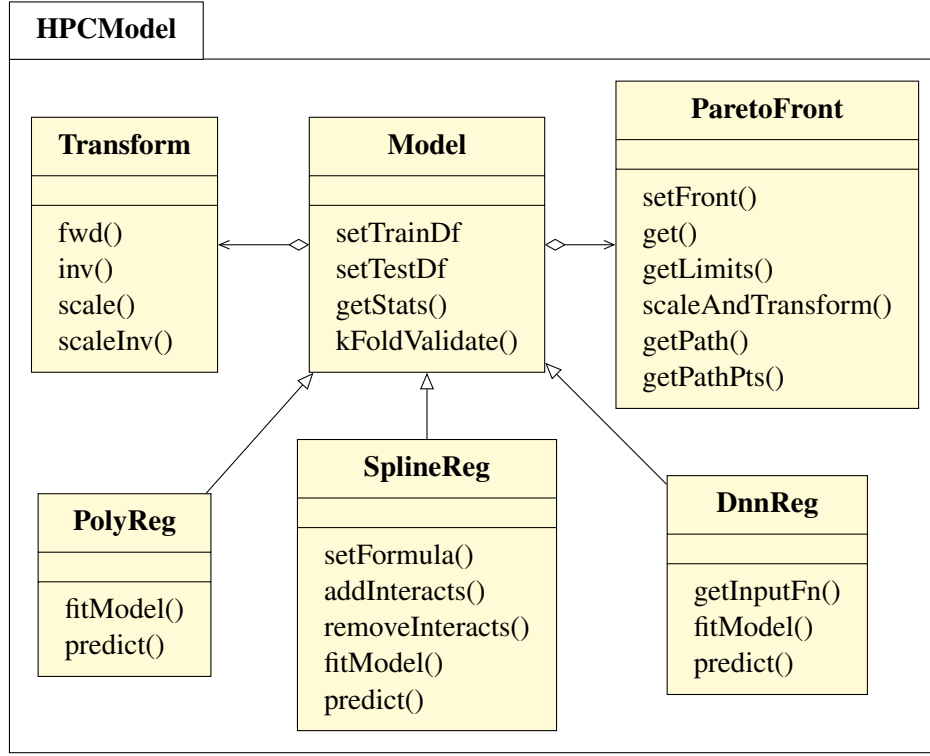 HPCModel
Transform
fwd()
inv()
scale()
scaleInv()
Model
setTrainDf
setTestDf
getStats()
kFoldValidate()
ParetoFront
setFront()
get()
getLimits()
scaleAndTransform()
getPath()
getPathPts()
PolyReg
fitModel()
predict()
SplineReg
setFormula()
addInteracts()
removeInteracts()
fitModel()
predict()
DnnReg
getInputFn()
fitModel()
predict()